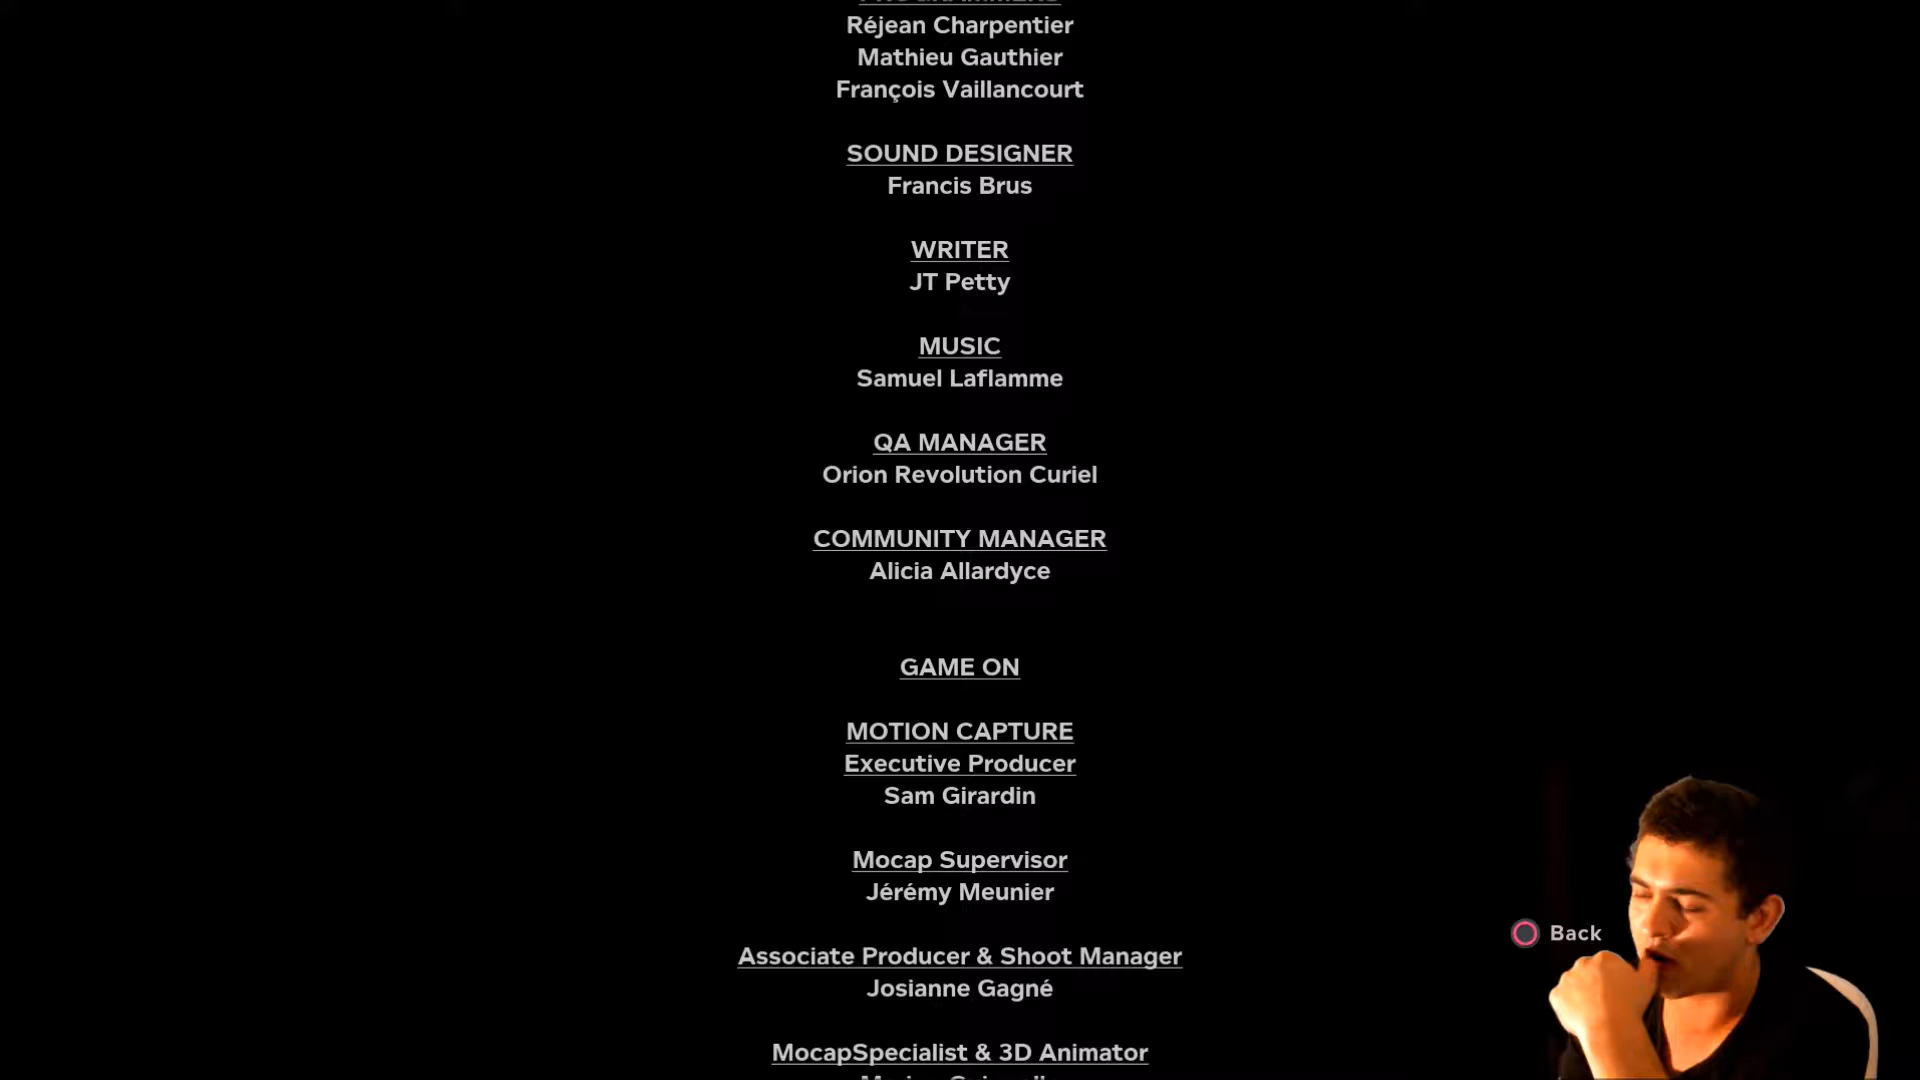 PROGRAMMERS
Réjean Charpentier
Mathieu Gauthier
François Vaillancourt
SOUND DESIGNER
Francis Brus
WRITER
JT Petty
MUSIC
Samuel Laflamme
QA MANAGER
Orion Revolution Curiel
COMMUNITY MANAGER
Alicia Allardyce
GAME ON
MOTION CAPTURE
Executive Producer
Sam Girardin
Mocap Supervisor
Jérémy Meunier
Back
Associate Producer & Shoot Manager
Josianne Gagné
MocapSpecialist & 3D Animator